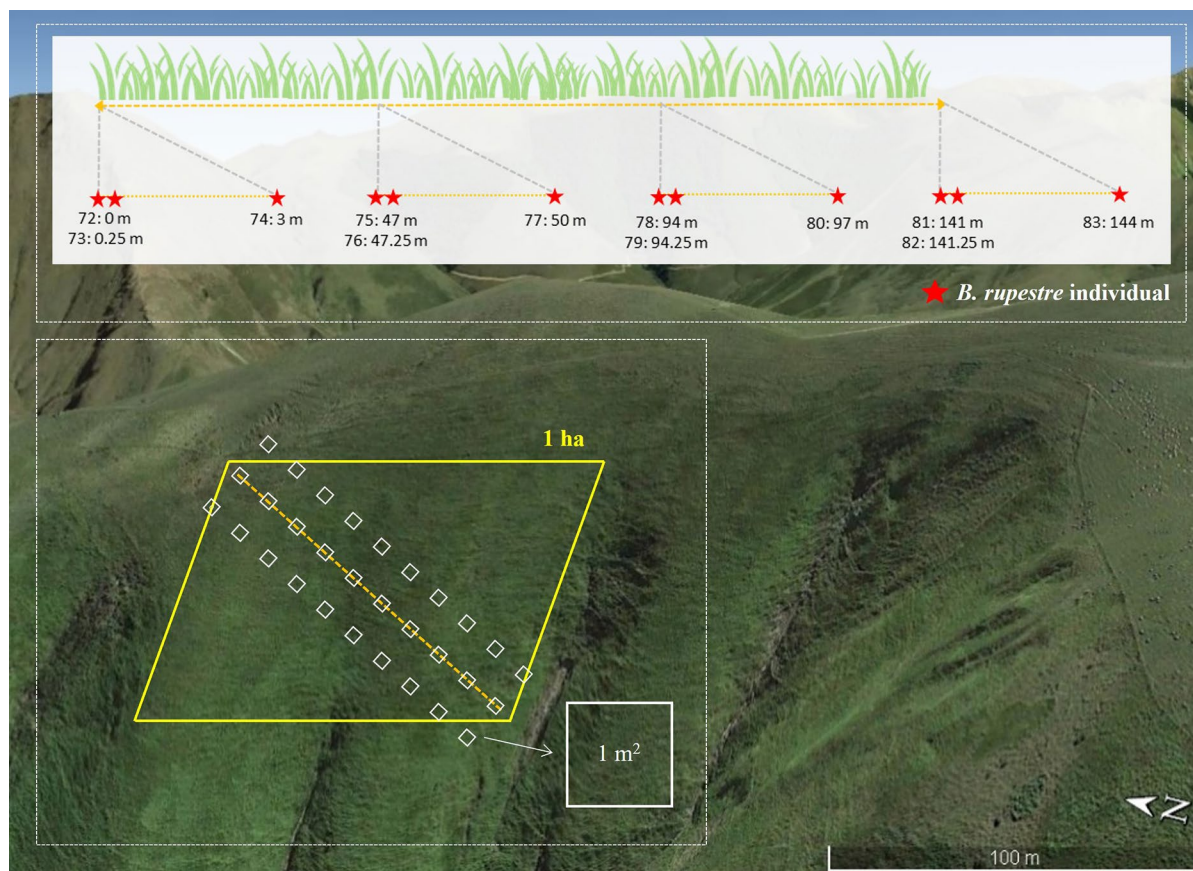 72: 0 m
73: 0.25 m
74: 3 m
75: 47 m
76: 47.25 m
77: 50 m
78: 94 m
79: 94.25 m
80: 97 m
81: 141 m
82: 141.25 m
83: 144 m
B. rupestre individual
1 ha
1 m²
N
100 m